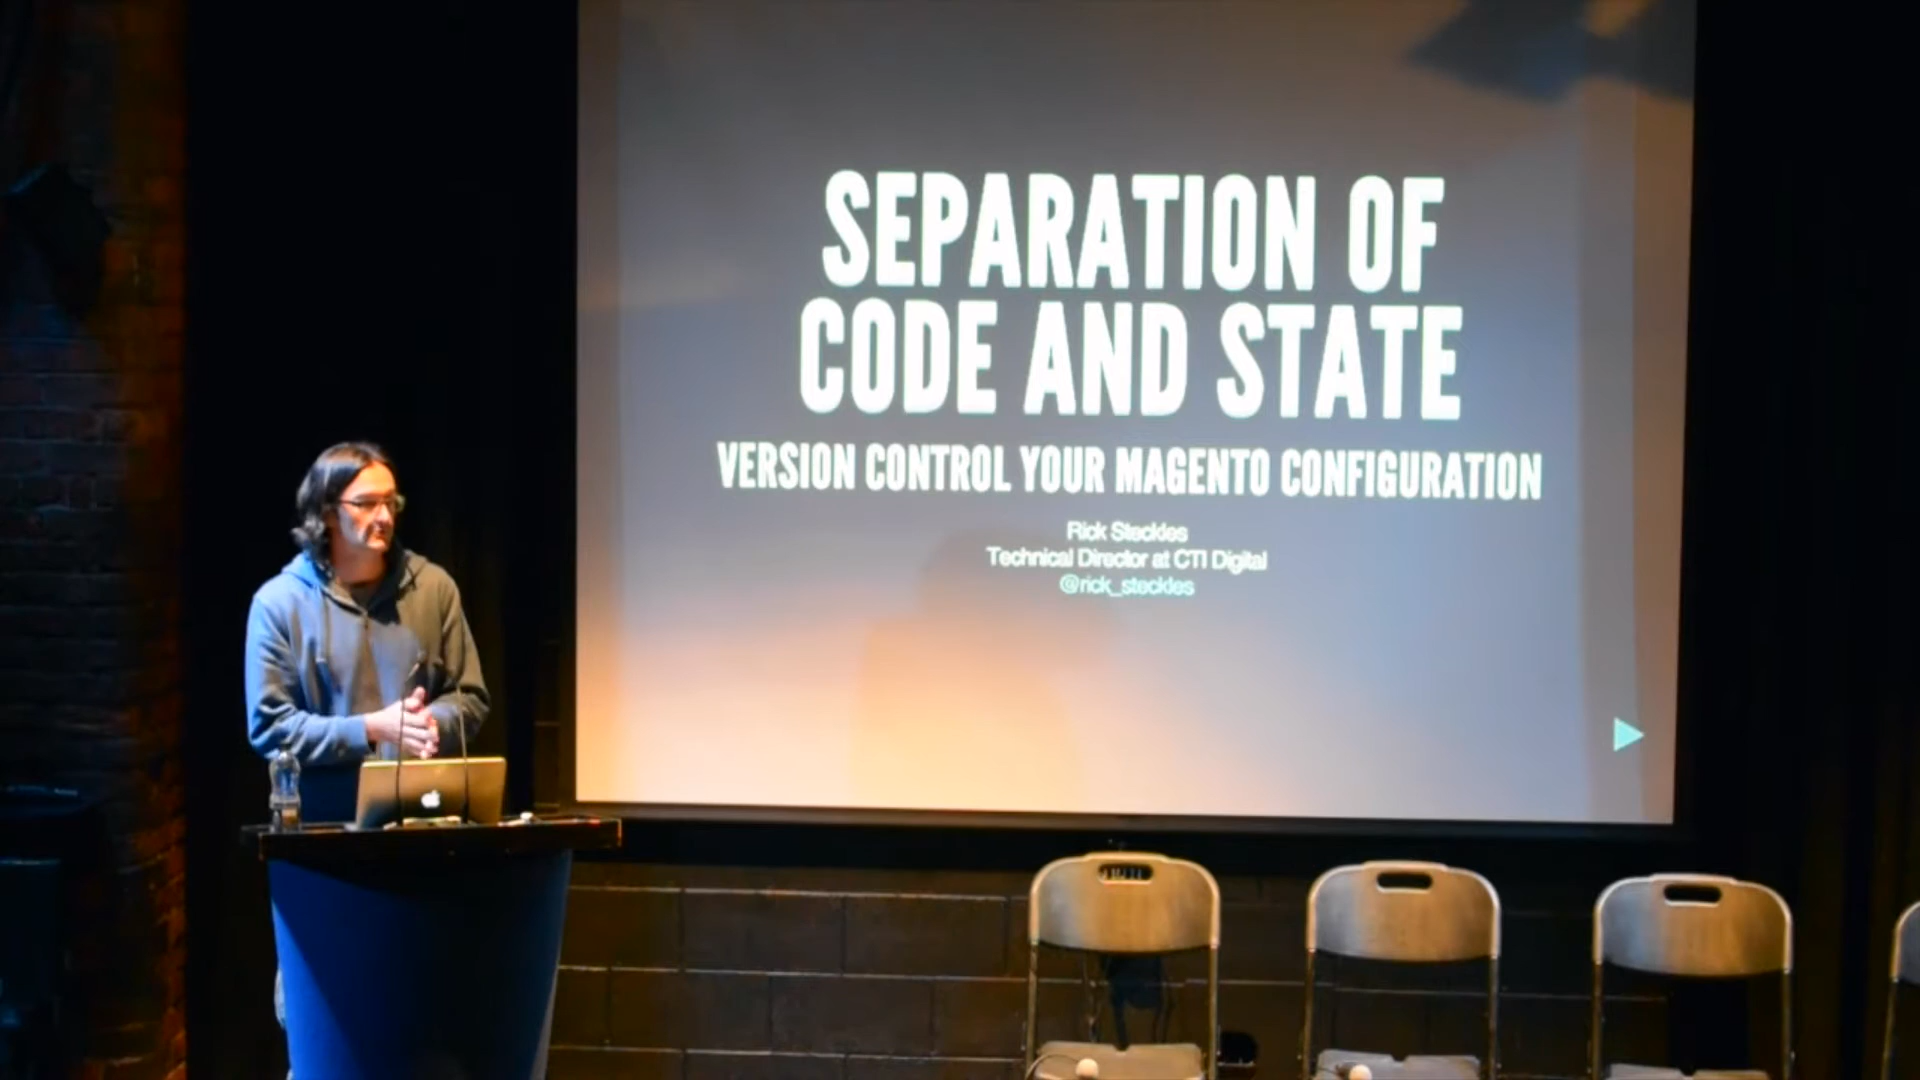 SEPARATION OF
CODE AND STATE
VERSION CONTROL YOUR MAGENTO CONFIGURATION
Rick Steckles
Technical Director at CTI Digital
@rick_steckles